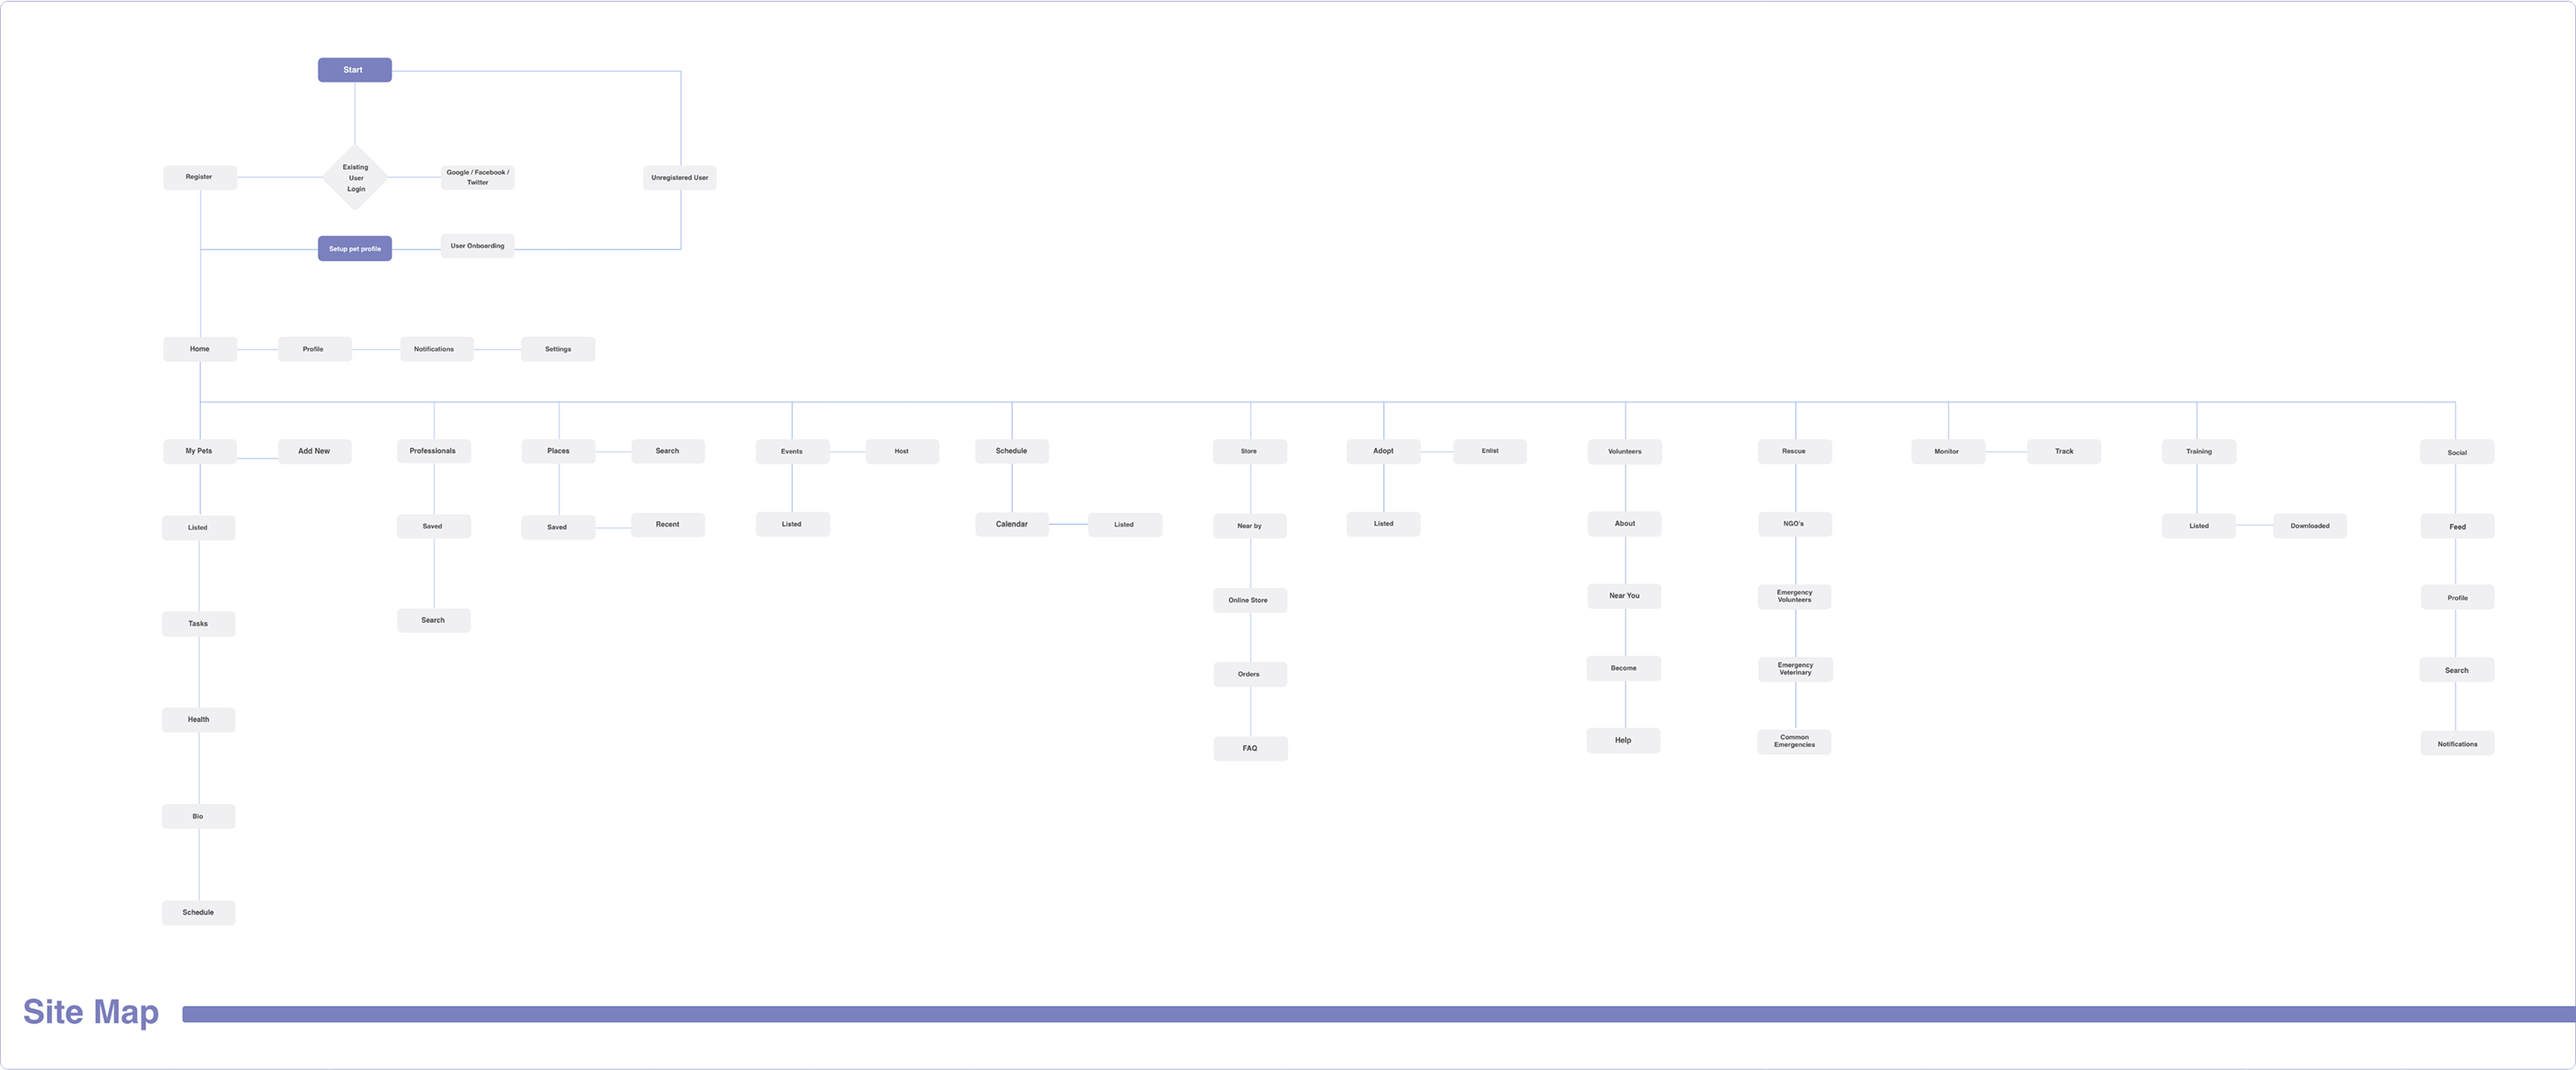 Start
Register
Existing
User
Login
Google / Facebook /
Twitter
Unregistered User
Setup pet profile
User Onboarding
Home
Profile
Notifications
Settings
My Pets
Add New
Professionals
Places
Search
Events
Host
Schedule
Store
Adopt
Enlist
Volunteers
Rescue
Monitor
Track
Training
Social
Listed
Saved
Saved
Recent
Listed
Calendar
Listed
Near by
Listed
About
NGO's
Listed
Downloaded
Feed
Tasks
Search
Online Store
Near You
Emergency
Volunteers
Profile
Health
Orders
Become
Emergency
Veterinary
Search
FAQ
Help
Common
Emergencies
Notifications
Bio
Schedule
Site Map